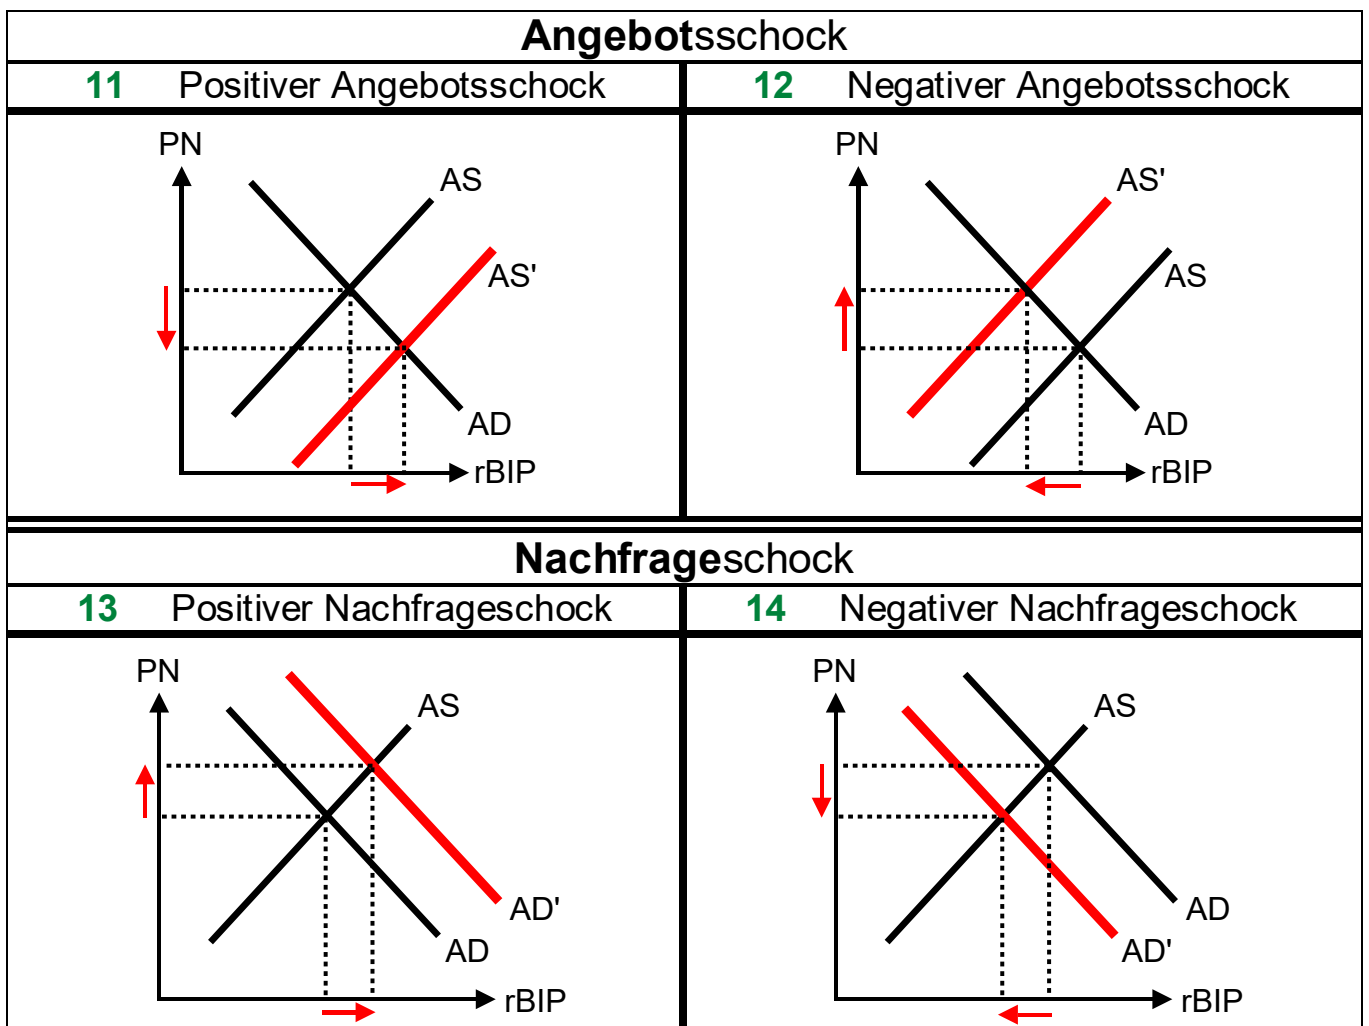 Angebotsschock
11 Positiver Angebotsschock
12 Negativer Angebotsschock
PN
AS
AS'
AD
rBIP
PN
AS'
AS
AD
rBIP
Nachfrageschock
13 Positiver Nachfrageschock
14 Negativer Nachfrageschock
PN
AS
AD'
AD
rBIP
PN
AS
AD
AD'
rBIP